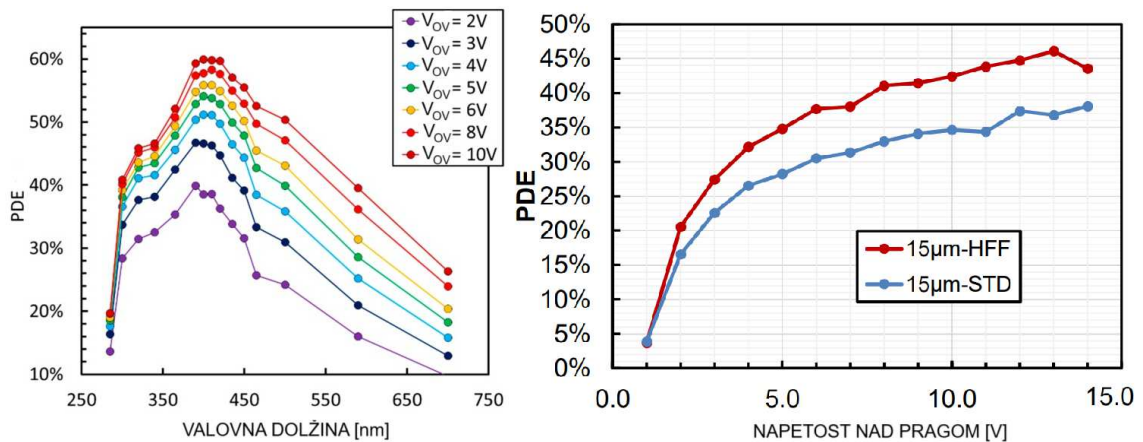 60%
50%
40%
30%
20%
10%
PDE
250
350
450
550
650
750
VALOVNA DOLŽINA [nm]
V_OV = 2V
V_OV = 3V
V_OV = 4V
V_OV = 5V
V_OV = 6V
V_OV = 8V
V_OV = 10V
50%
45%
40%
35%
30%
25%
20%
15%
10%
5%
0%
PDE
0.0
5.0
10.0
15.0
NAPETOST NAD PRAGOM [V]
15µm-HFF
15µm-STD